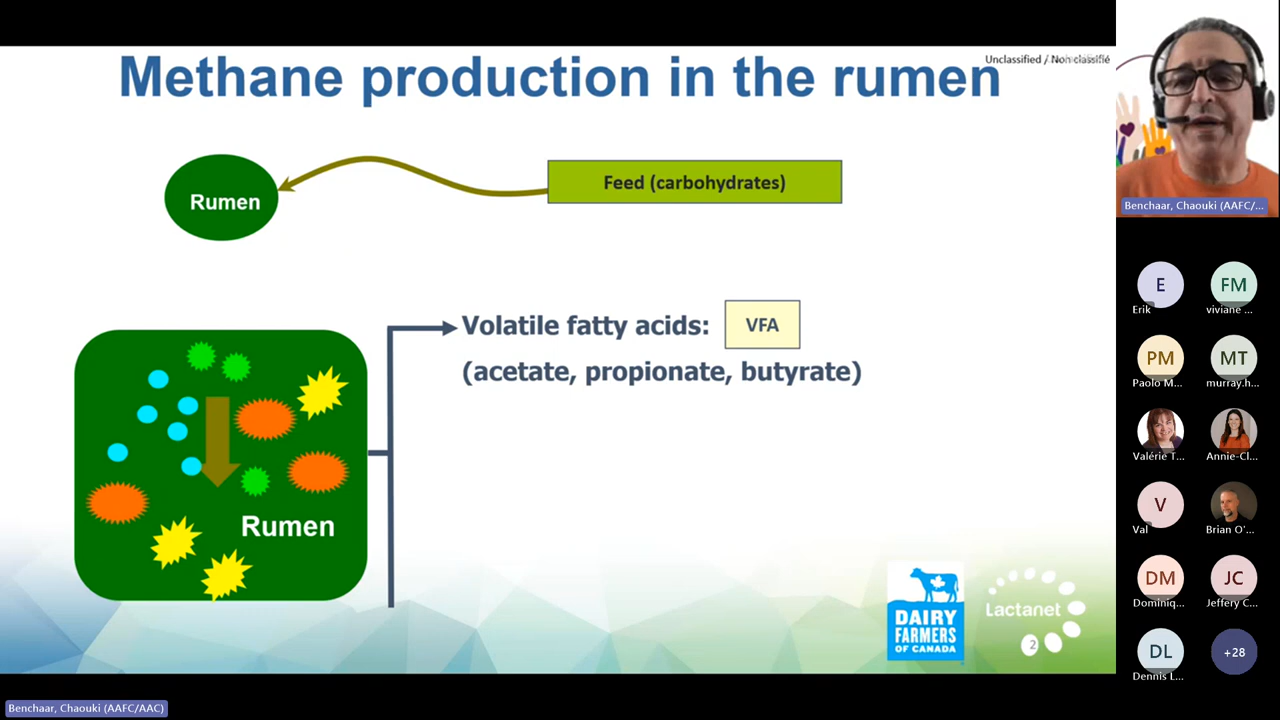 Methane production in the rumen
Unclassified / Non classifié
Rumen
Feed (carbohydrates)
Volatile fatty acids:
VFA
(acetate, propionate, butyrate)
Rumen
DAIRY
FARMERS
OF CANADA
Lactanet
2
Benchaar, Chaouki (AAFC/...
E
FM
Erik
viviane ...
PM
MT
Paolo M...
murray.h...
Valérie T...
Annie-Cl...
V
Val
Brian O'...
DM
JC
Dominiq...
Jeffery C...
DL
+28
Dennis L...
Benchaar, Chaouki (AAFC/AAC)